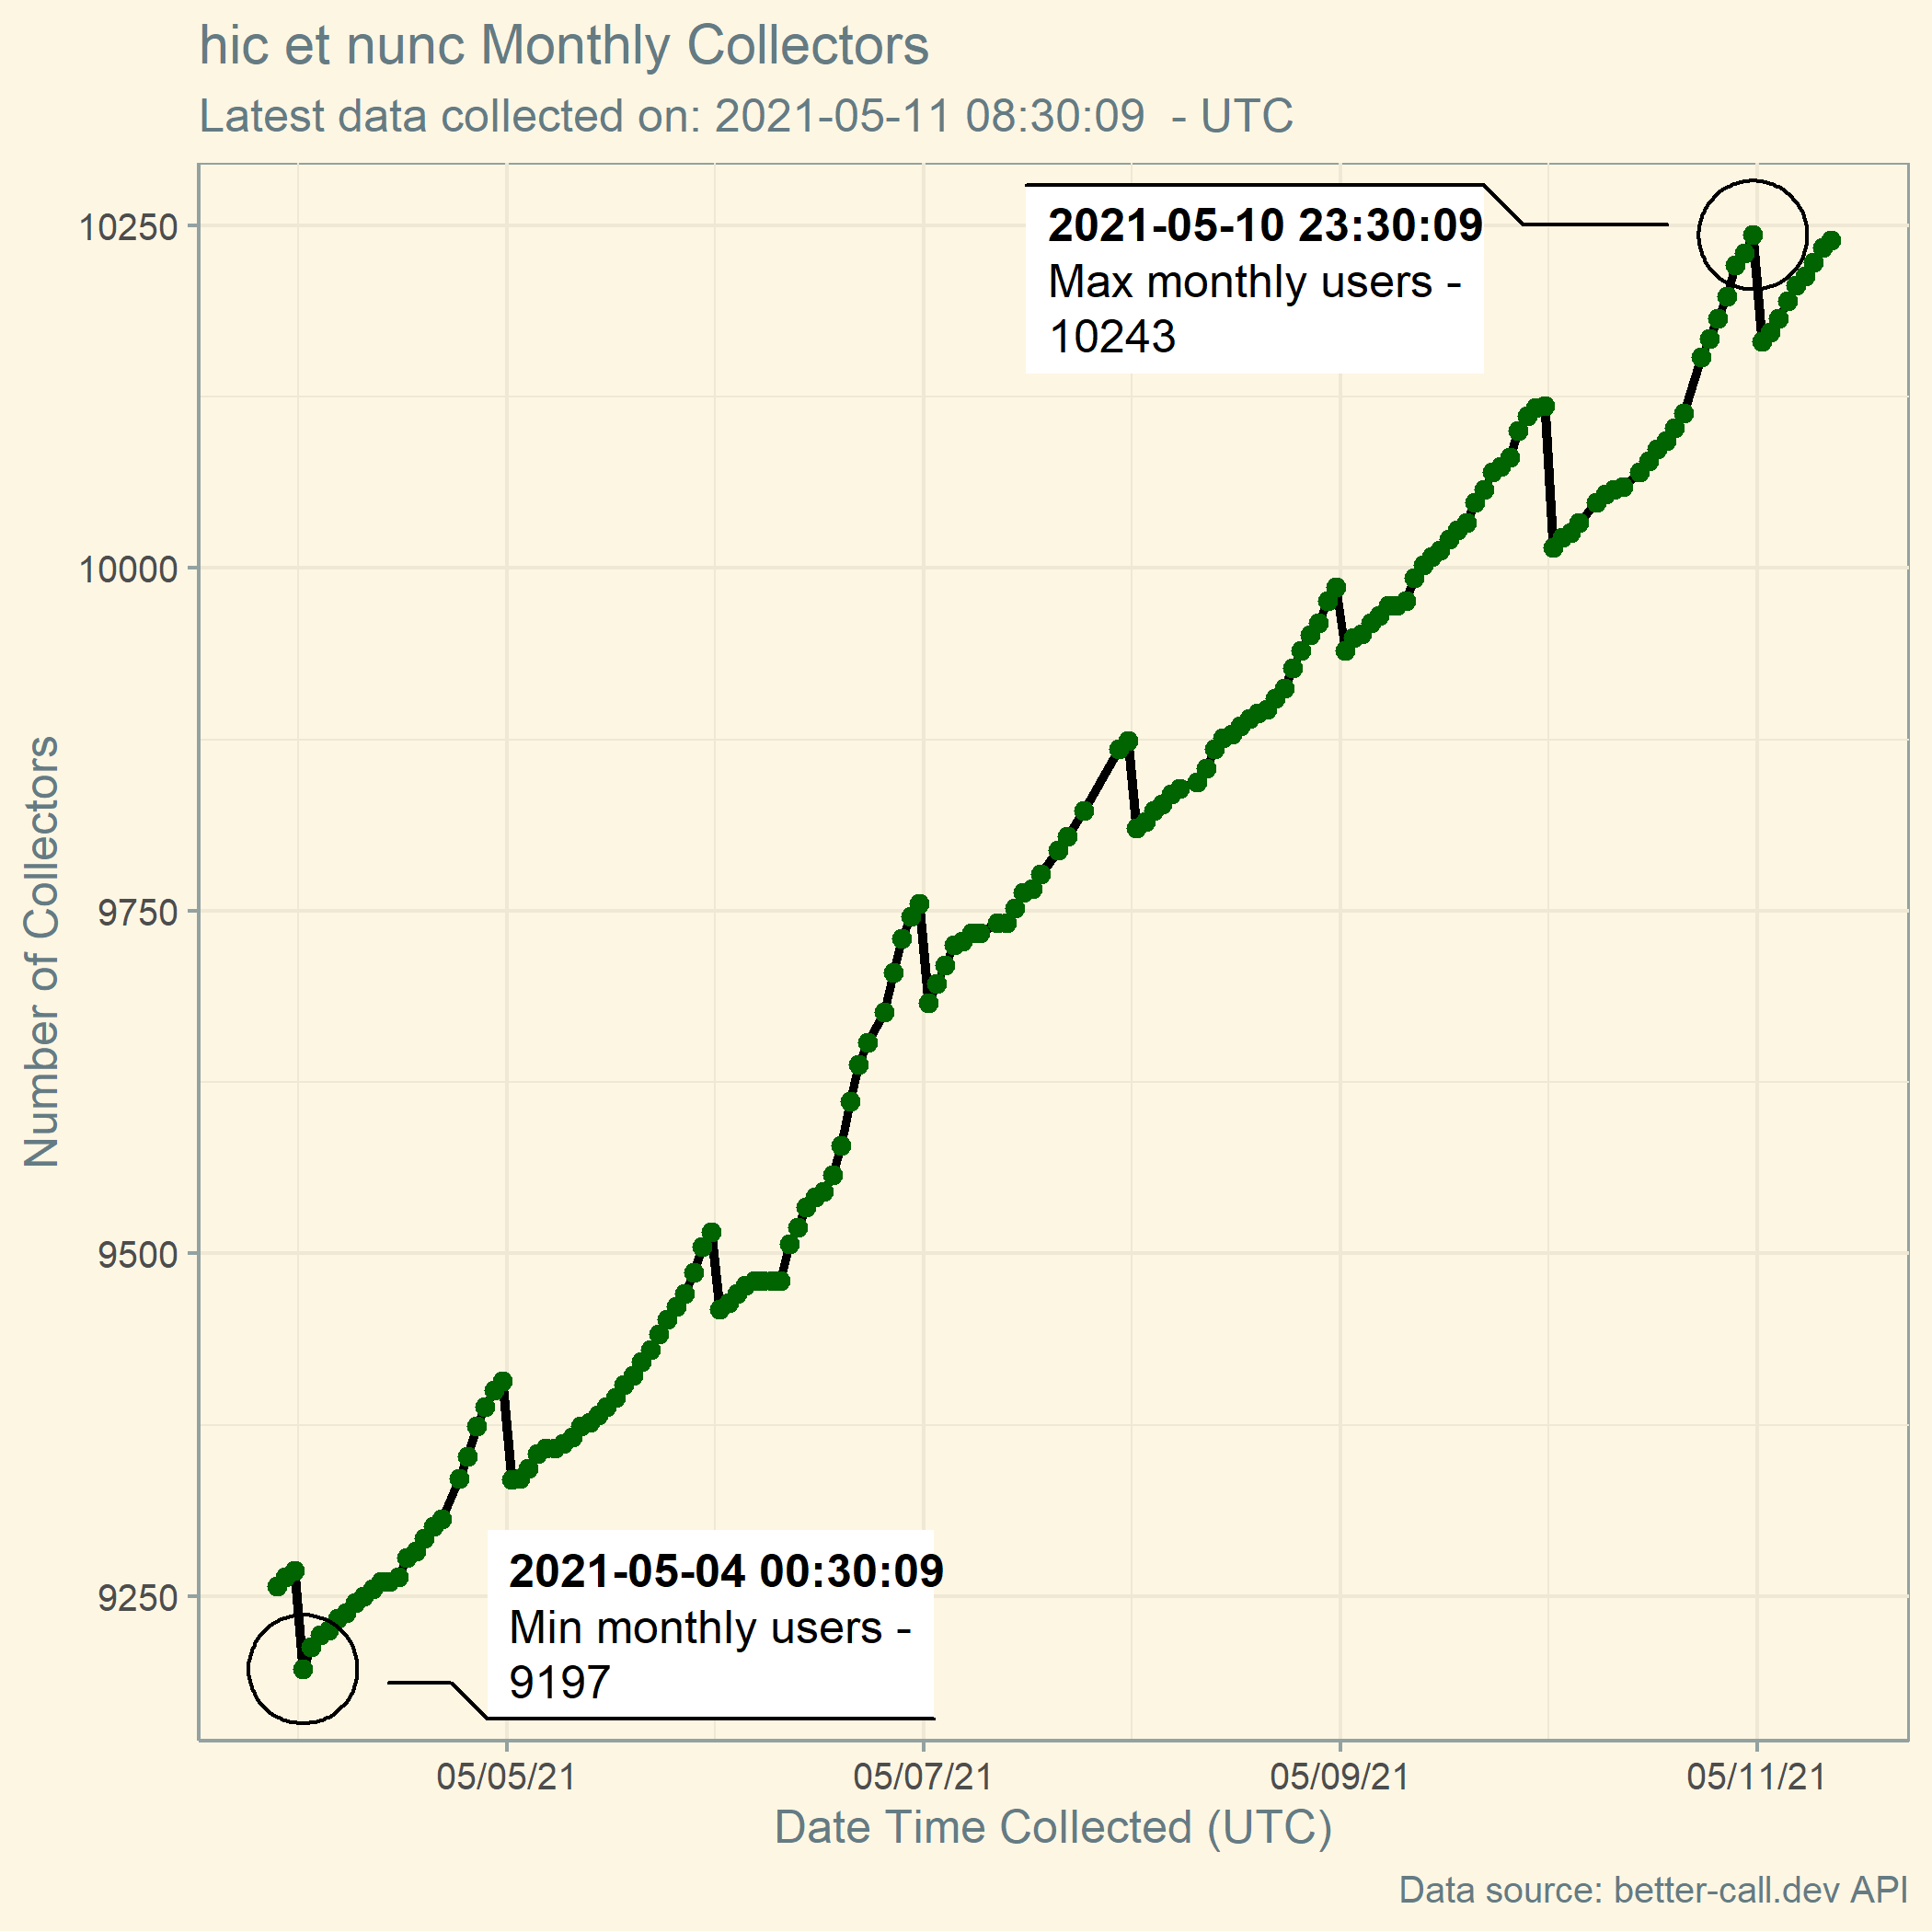 hic et nunc Monthly Collectors
Latest data collected on: 2021-05-11 08:30:09  - UTC
2021-05-10 23:30:09
Max monthly users -
10243
10250
10000
9750
9500
9250
Number of Collectors
2021-05-04 00:30:09
Min monthly users -
9197
05/05/21
05/07/21
05/09/21
05/11/21
Date Time Collected (UTC)
Data source: better-call.dev API